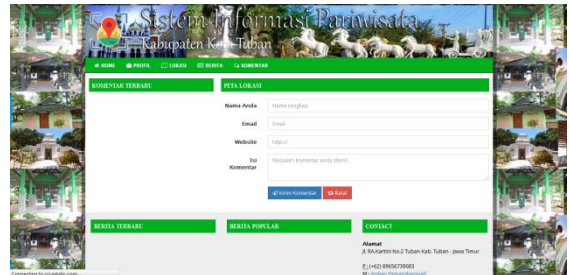 Sistem Informasi Pariwisata
Kabupaten Kota Tuban
HOME PROFIL LOKASI BERITA KOMENTAR
KOMENTAR TERBARU
PETA LOKASI
Nama Anda
Nama Lengkap
Email
Email
Website
http://
Isi
Komentar
Masukan komentar anda disini
Kirim Komentar
Batal
BERITA TERBARU
BERITA POPULAR
CONTACT
Alamat
Jl. RA.Kartini No.2 Tuban Kab. Tuban - Jawa Timur
P : (+62) 89656739083